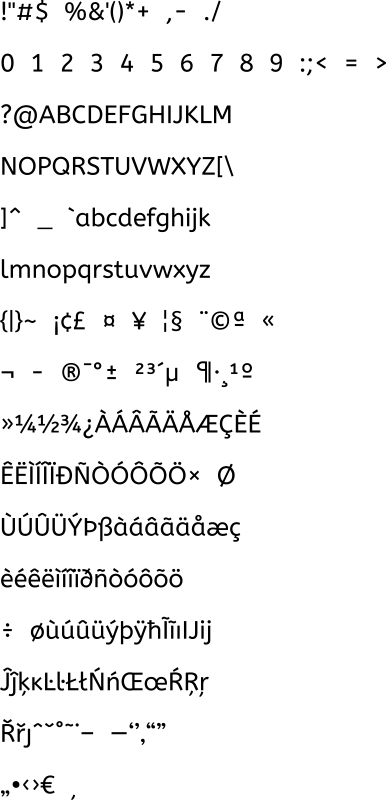 !"#$ %&'()*+ ,- ./
0 1 2 3 4 5 6 7 8 9 :;< = >
?@ABCDEFGHIJKLM
NOPQRSTUVWXYZ[\
]^ _ `abcdefghijk
lmnopqrstuvwxyz
{|}~ ¡¢£ ¤ ¥ ¦§ ¨©ª «
¬ - ®¯°± ²³´µ ¶·¸¹º
»¼½¾¿ÀÁÂÃÄÅÆÇÈÉ
ÊËÌÍÎÏÐÑÒÓÔÕÖ× Ø
ÙÚÛÜÝÞßàáâãäåæç
èéêëìíîïðñòóôõö
÷ øùúûüýþÿħĨĩıĲĳ
ĴĵķĸĿŀŁłŃńŒœŔŖŗ
Řřȷˆˇ˚˜˙– —‘’‚“”
„•‹›€ ,